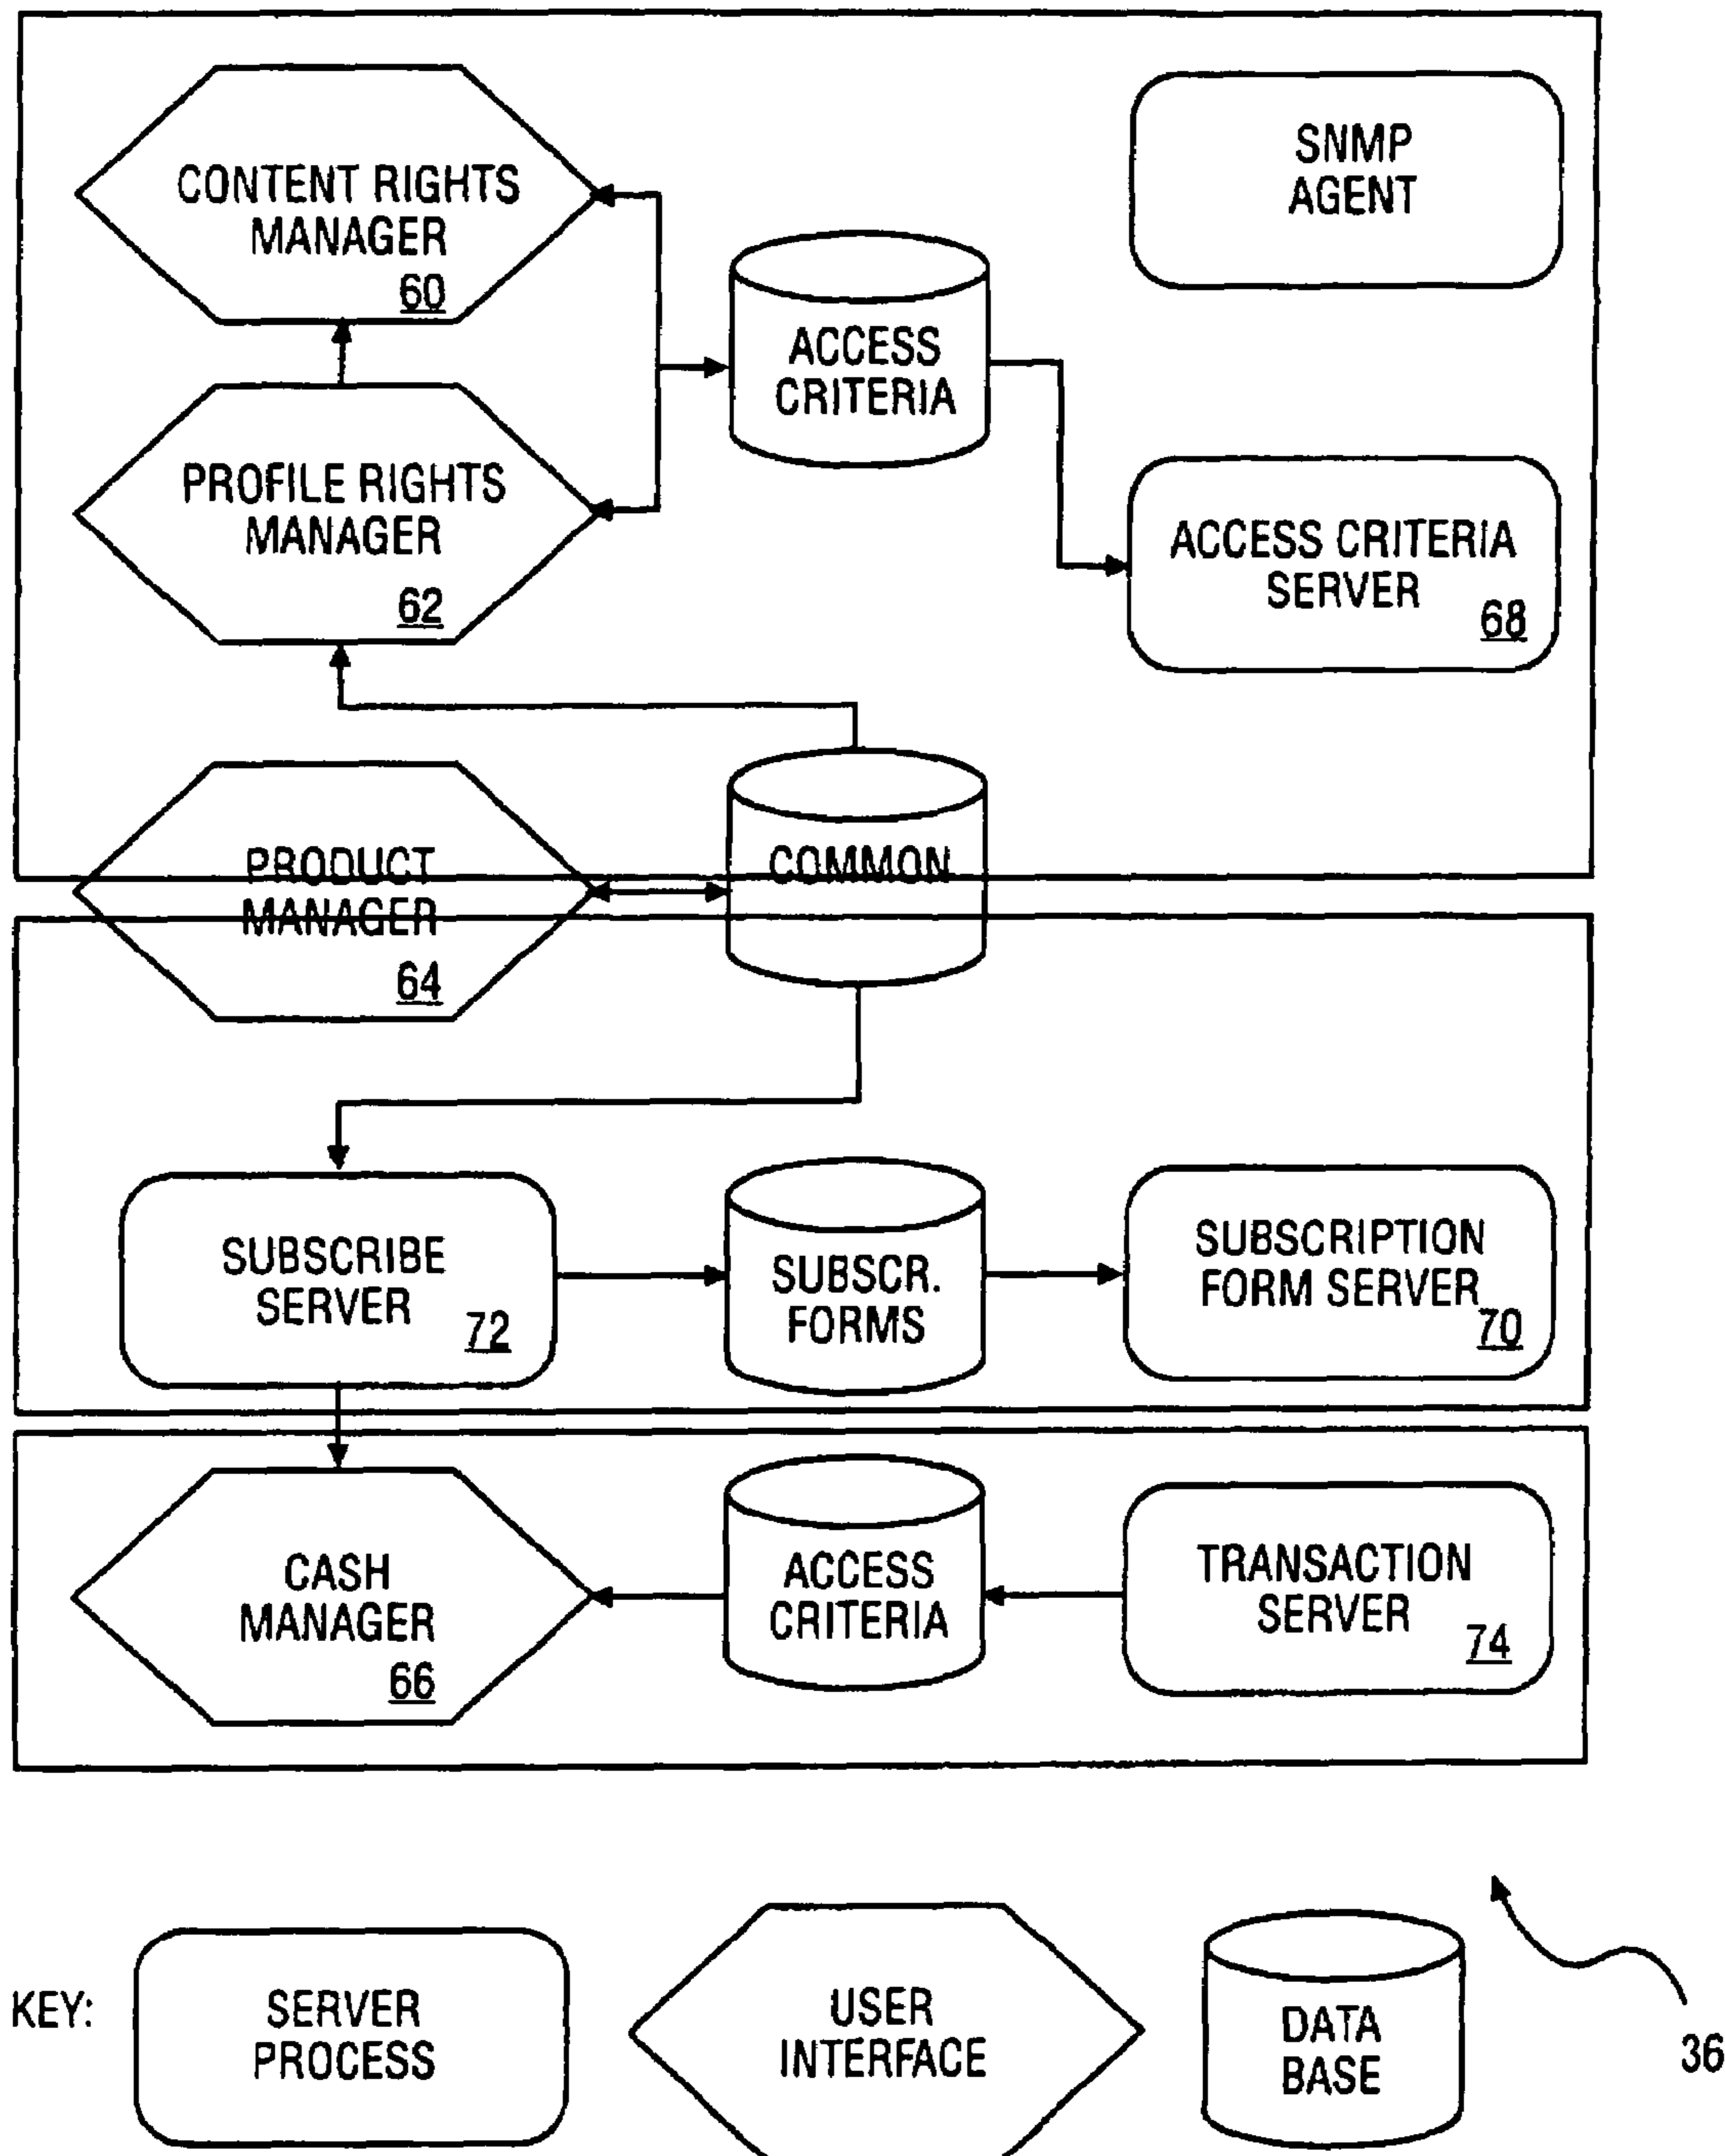 CONTENT RIGHTS
MANAGER
60
SNMP
AGENT
ACCESS
CRITERIA
PROFILE RIGHTS
MANAGER
62
ACCESS CRITERIA
SERVER
68
PRODUCT
MANAGER
64
COMMON
SUBSCRIBE
SERVER
72
SUBSCR.
FORMS
SUBSCRIPTION
FORM SERVER
70
CASH
MANAGER
66
ACCESS
CRITERIA
TRANSACTION
SERVER
74
KEY:
SERVER
PROCESS
USER
INTERFACE
DATA
BASE
36